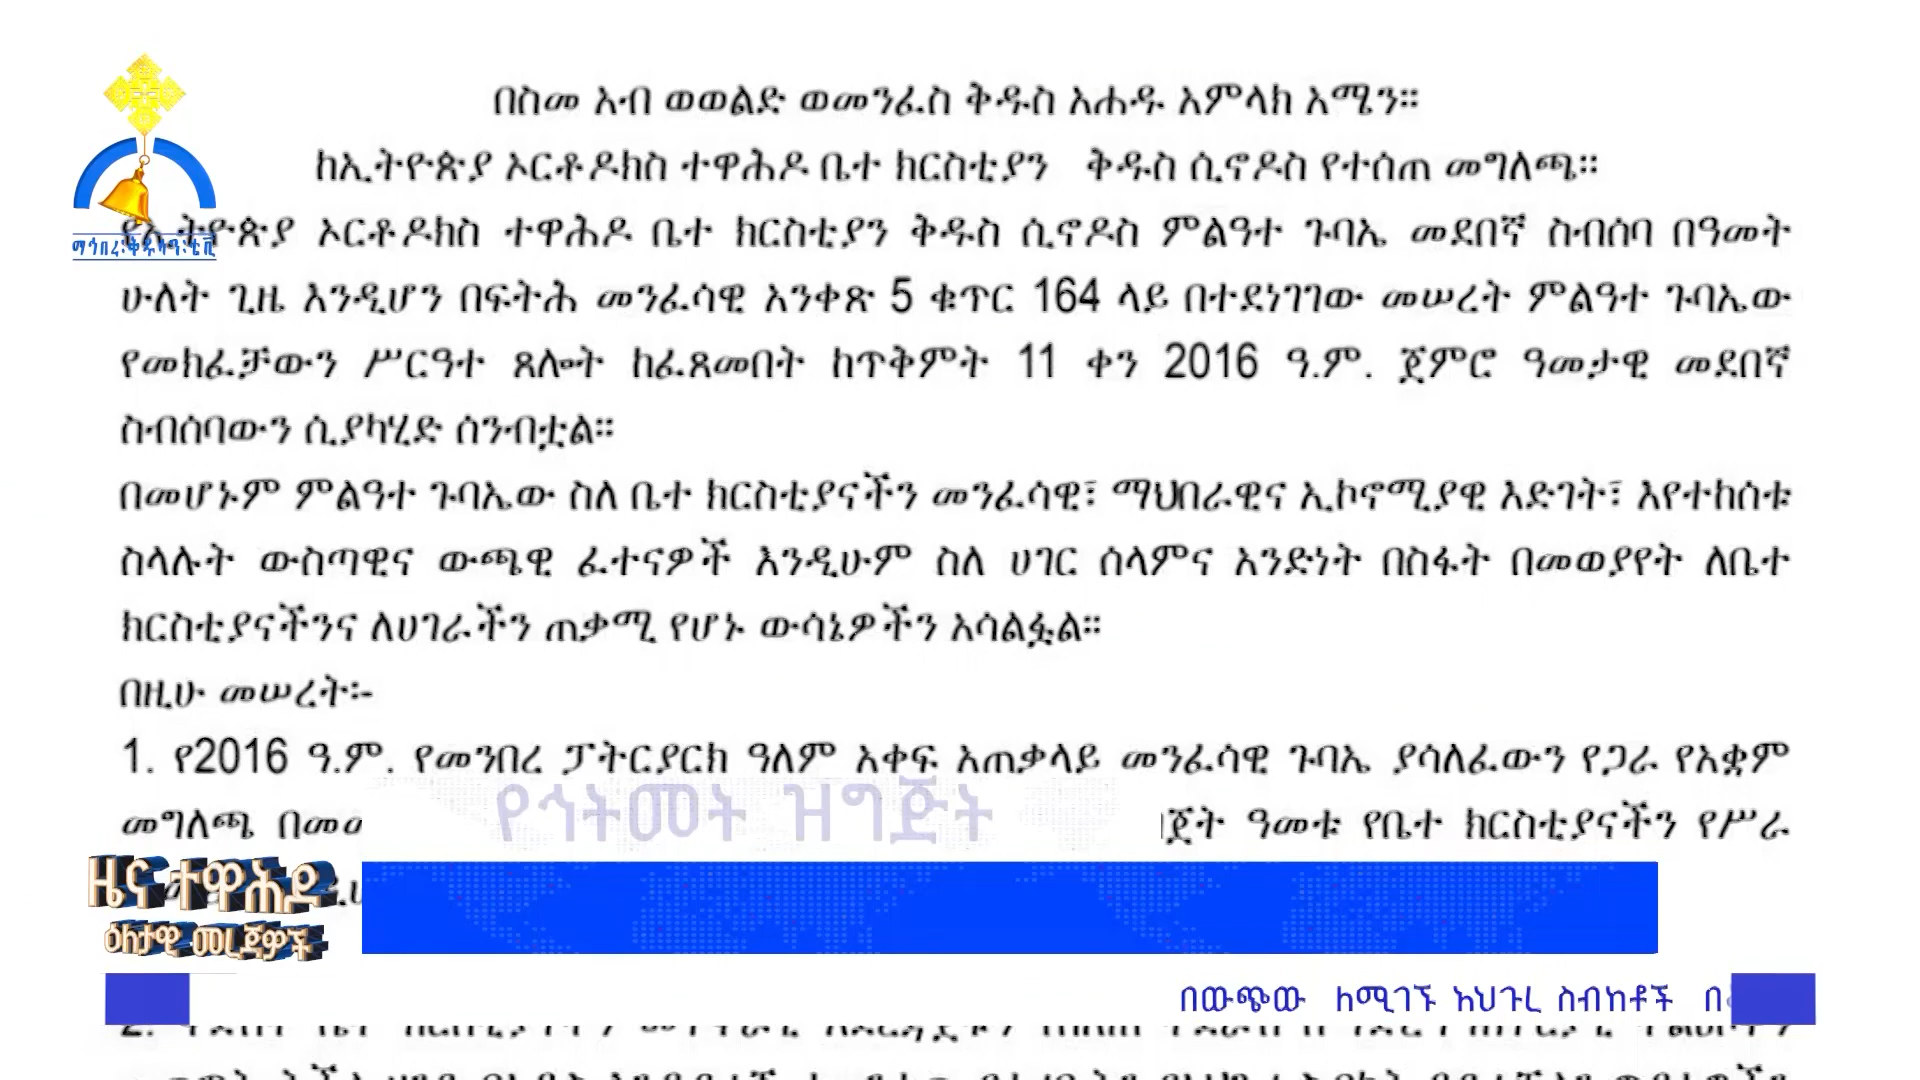 በስመ አብ ወወልድ ወመንፈስ ቅዱስ አሐዱ አምላክ አሜን።
ከኢትዮጵያ ኦርቶዶክስ ተዋሕዶ ቤተ ክርስቲያን ቅዱስ ሲኖዶስ የተሰጠ መግለጫ።
የኢትዮጵያ ኦርቶዶክስ ተዋሕዶ ቤተ ክርስቲያን ቅዱስ ሲኖዶስ ምልዓተ ጉባኤ መደበኛ ስብሰባ በዓመት
ማኅበረ፡ቅዱሳን፡ቴቪ
ሁለት ጊዜ እንዲሆን በፍትሕ መንፈሳዊ አንቀጽ 5 ቁጥር 164 ላይ በተደነገገው መሠረት ምልዓተ ጉባኤው
የመክፈቻውን ሥርዓተ ጸሎት ከፈጸመበት ከጥቅምት 11 ቀን 2016 ዓ.ም. ጀምሮ ዓመታዊ መደበኛ
ስብሰባውን ሲያካሂድ ሰንብቷል።
በመሆኑም ምልዓተ ጉባኤው ስለ ቤተ ክርስቲያናችን መንፈሳዊ፣ ማህበራዊና ኢኮኖሚያዊ እድገት፣ እየተከሰቱ
ስላሉት ውስጣዊና ውጫዊ ፈተናዎች እንዲሁም ስለ ሀገር ሰላምና አንድነት በስፋት በመወያየት ለቤተ
ክርስቲያናችንና ለሀገራችን ጠቃሚ የሆኑ ውሳኔዎችን አሳልፏል።
በዚሁ መሠረት፡-
1. የ2016 ዓ.ም. የመንበረ ፓትርያርክ ዓለም አቀፍ አጠቃላይ መንፈሳዊ ጉባኤ ያሳለፈውን የጋራ የአቋም
የኅትመት ዝግጅት
መግለጫ ዓመቱ የቤተ ክርስቲያናችን የሥራ
ዜና ተዋሕዶ
ዕለታዊ መረጃዎች
በውጭው ለሚገኙ አህጉረ ስብከቶች